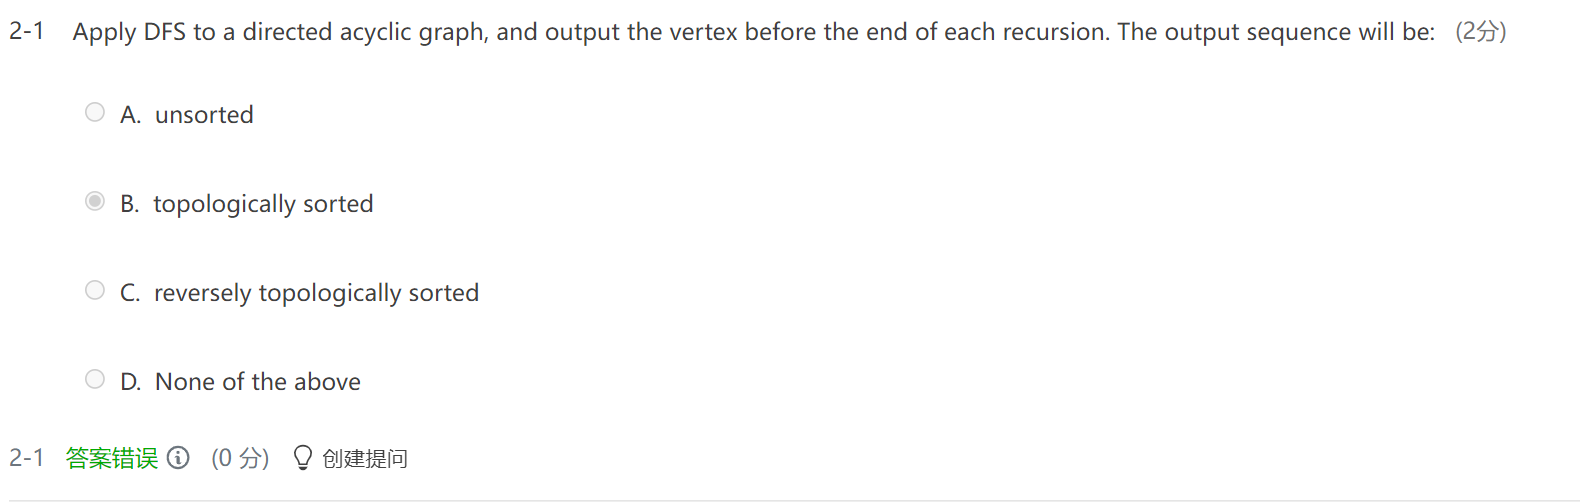 2-1 Apply DFS to a directed acyclic graph, and output the vertex before the end of each recursion. The output sequence will be: (2分)
A. unsorted
B. topologically sorted
C. reversely topologically sorted
D. None of the above
2-1 答案错误 (0 分) 创建提问